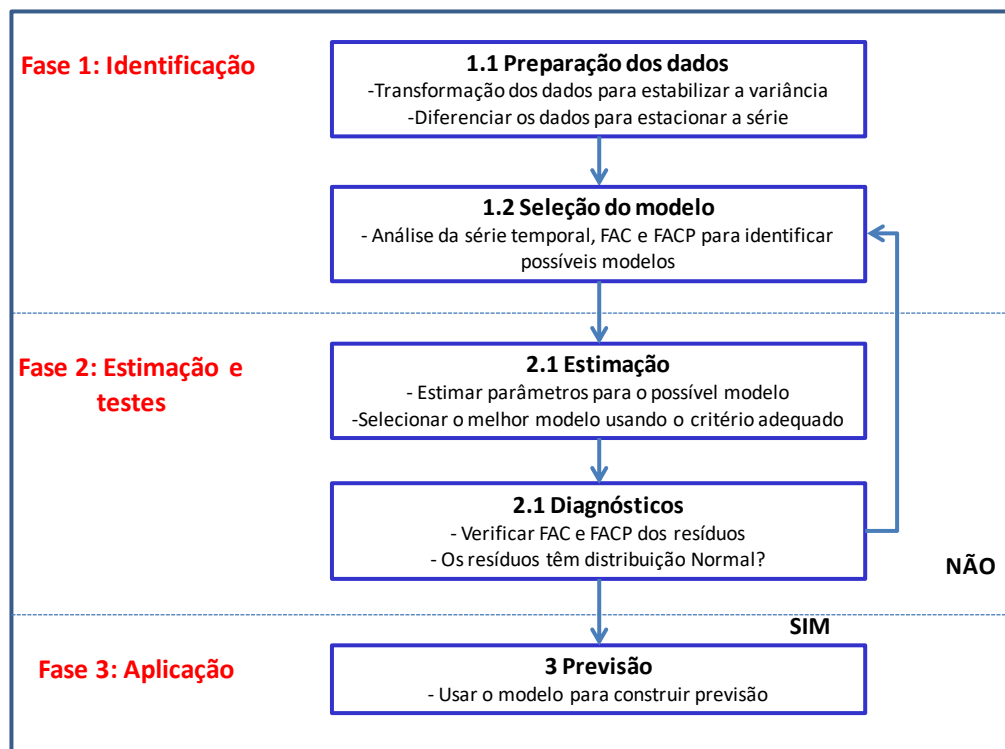 Fase 1: Identificação
1.1 Preparação dos dados
-Transformação dos dados para estabilizar a variância
-Diferenciar os dados para estacionar a série
1.2 Seleção do modelo
- Análise da série temporal, FAC e FACP para identificar
possíveis modelos
Fase 2: Estimação e
testes
2.1 Estimação
- Estimar parâmetros para o possível modelo
-Selecionar o melhor modelo usando o critério adequado
2.1 Diagnósticos
- Verificar FAC e FACP dos resíduos
- Os resíduos têm distribuição Normal?
NÃO
SIM
Fase 3: Aplicação
3 Previsão
- Usar o modelo para construir previsão